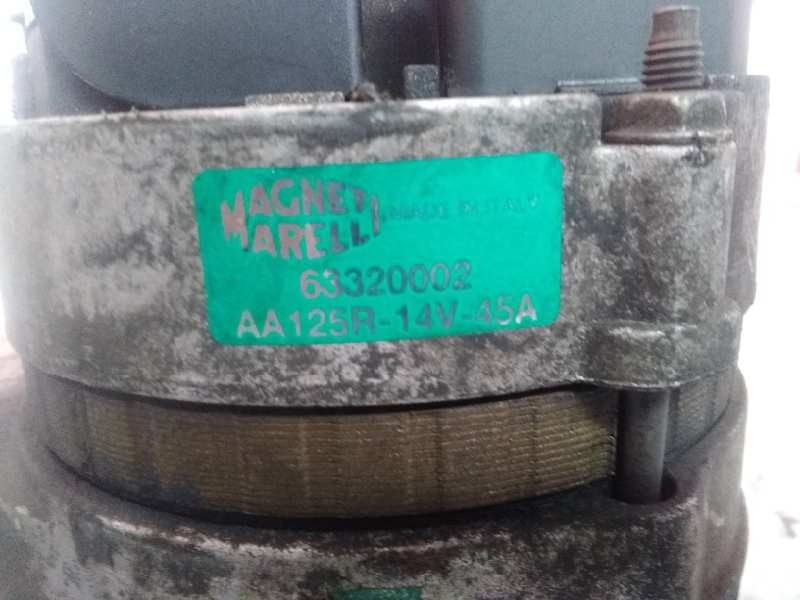 MAGNETI
MARELLI
MADE IN ITALY
63320002
AA125R-14V-45A